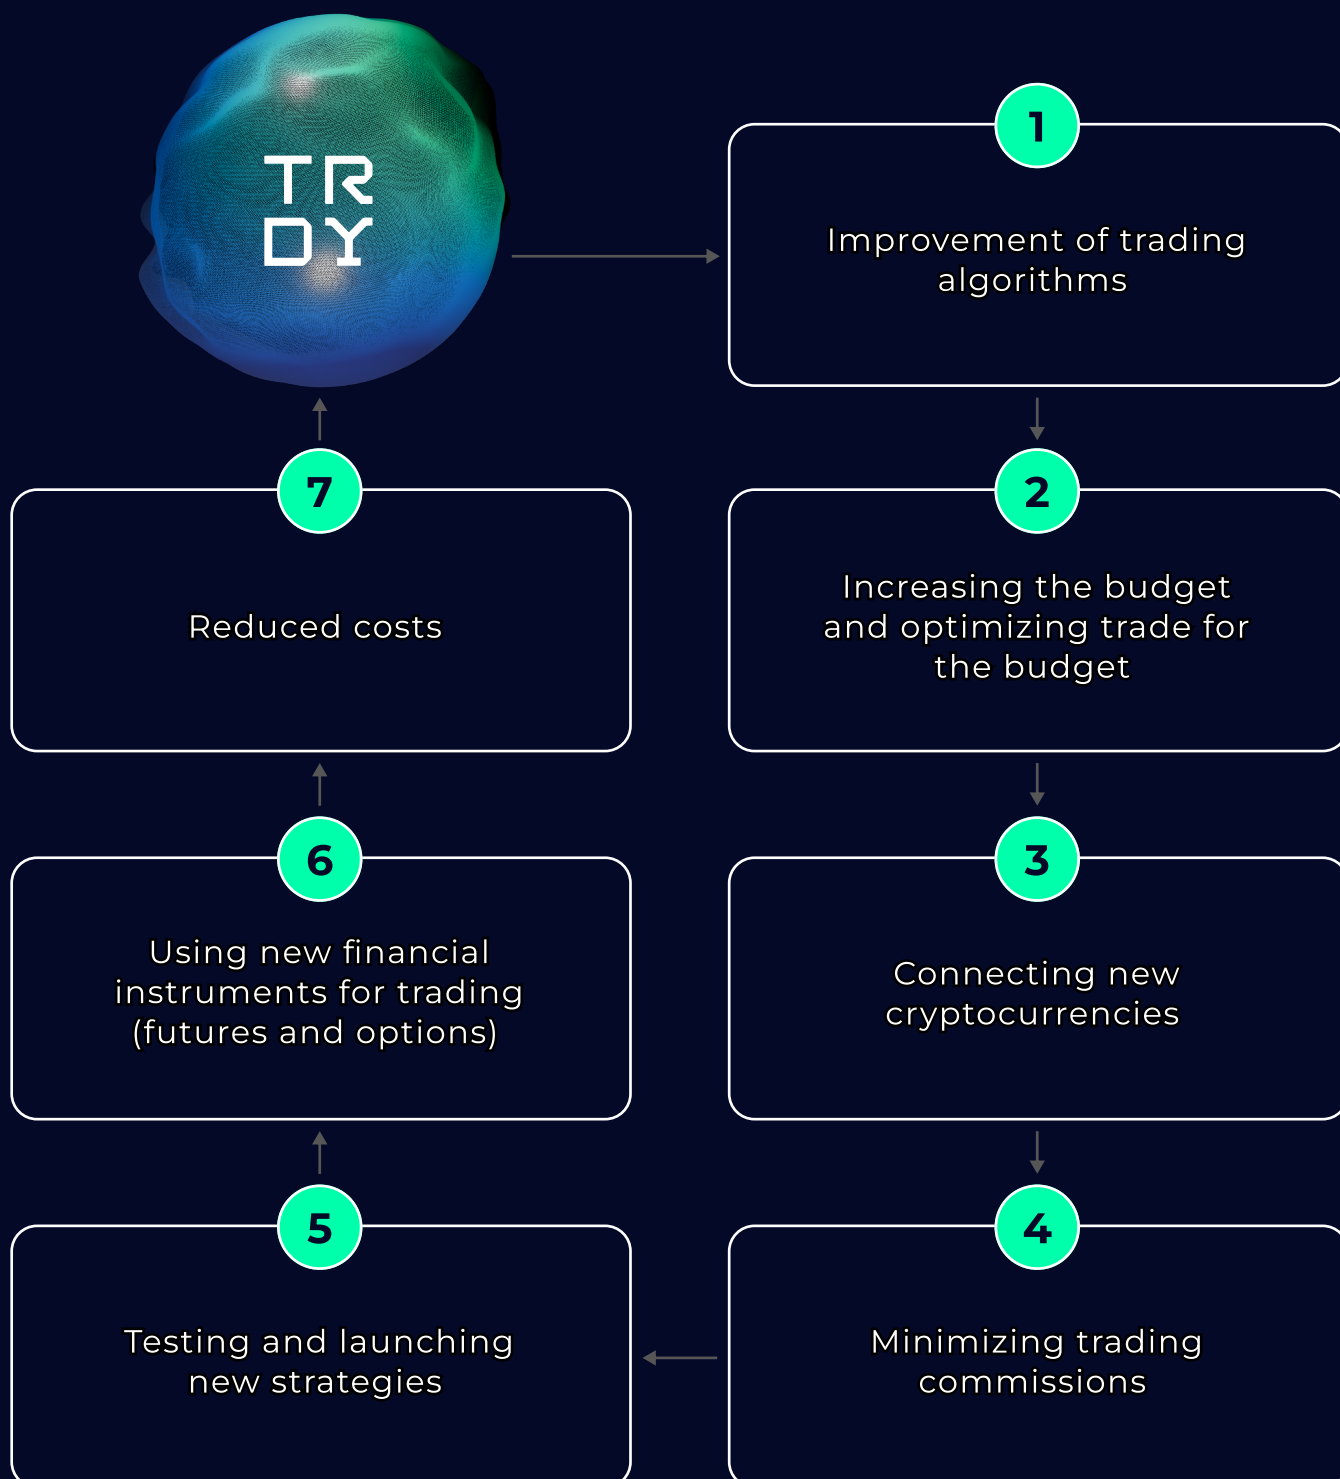 TR
DY
1
Improvement of trading
algorithms
2
Increasing the budget
and optimizing trade for
the budget
3
Connecting new
cryptocurrencies
4
Minimizing trading
commissions
5
Testing and launching
new strategies
6
Using new financial
instruments for trading
(futures and options)
7
Reduced costs